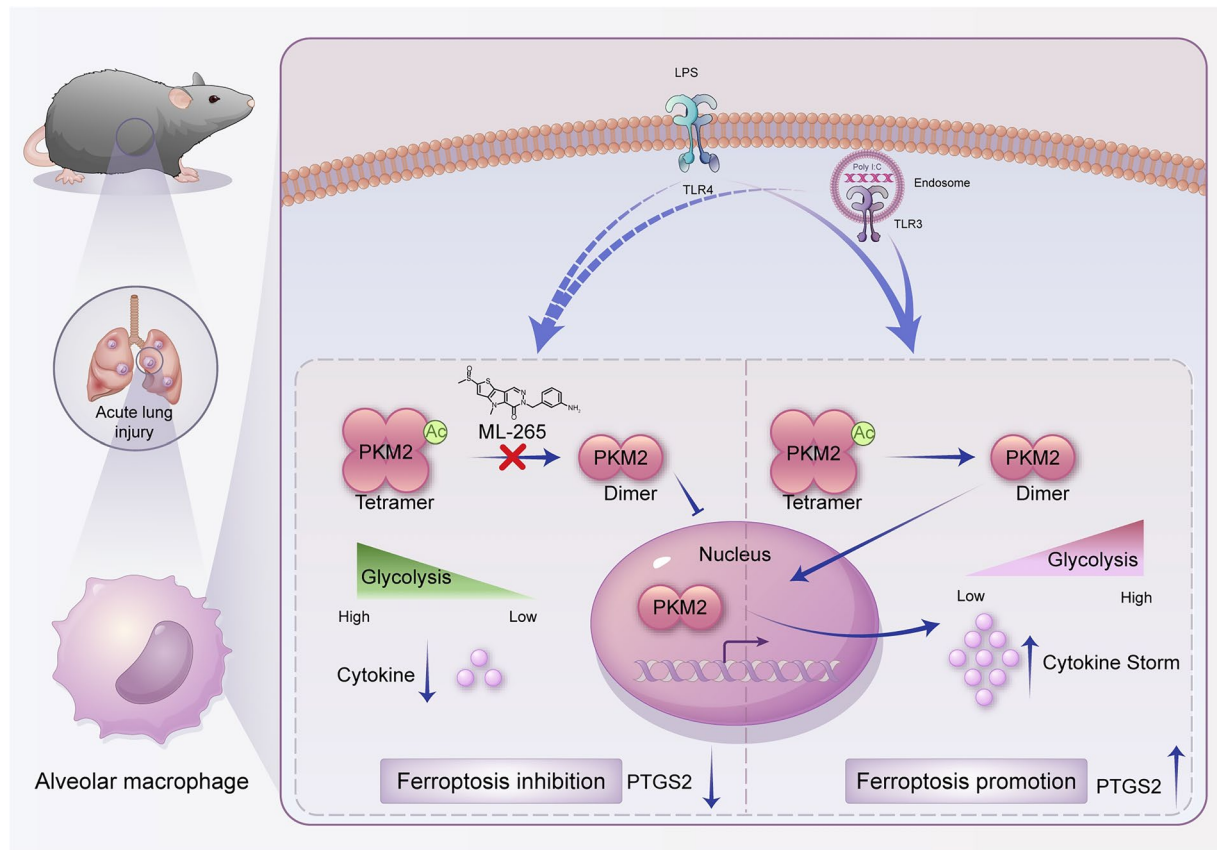 LPS
TLR4
Poly I:C
Endosome
TLR3
Acute lung
injury
Alveolar macrophage
S
O
S
N
N
N
O
NH2
ML-265
PKM2
Ac
Tetramer
PKM2
Dimer
PKM2
Ac
Tetramer
PKM2
Dimer
Nucleus
PKM2
Glycolysis
High
Low
Cytokine
Glycolysis
Low
High
Cytokine Storm
Ferroptosis inhibition
PTGS2
Ferroptosis promotion
PTGS2